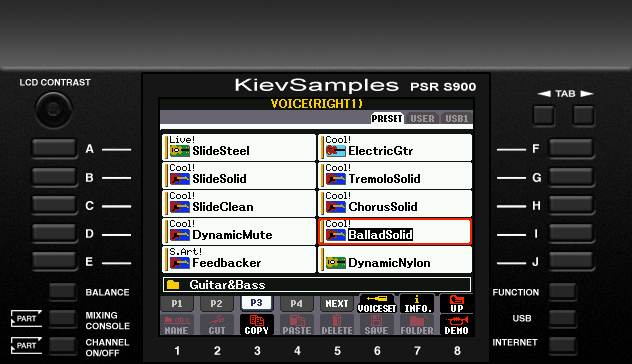 KievSamples PSR S900
LCD CONTRAST
◄ TAB ►
VOICE(RIGHT1)
PRESET USER USB1
Live!
SlideSteel
Cool!
ElectricGtr
Cool!
SlideSolid
Cool!
TremoloSolid
Cool!
SlideClean
Cool!
ChorusSolid
Cool!
DynamicMute
Cool!
BalladSolid
S.Art!
Feedbacker
DynamicNylon
A
B
C
D
E
F
G
H
I
J
Guitar&Bass
P1 P2 P3 P4 NEXT VOICESET INFO. UP
NAME CUT COPY PASTE DELETE SAVE FOLDER DEMO
1 2 3 4 5 6 7 8
BALANCE
PART
MIXING
CONSOLE
PART
CHANNEL
ON/OFF
FUNCTION
USB
INTERNET